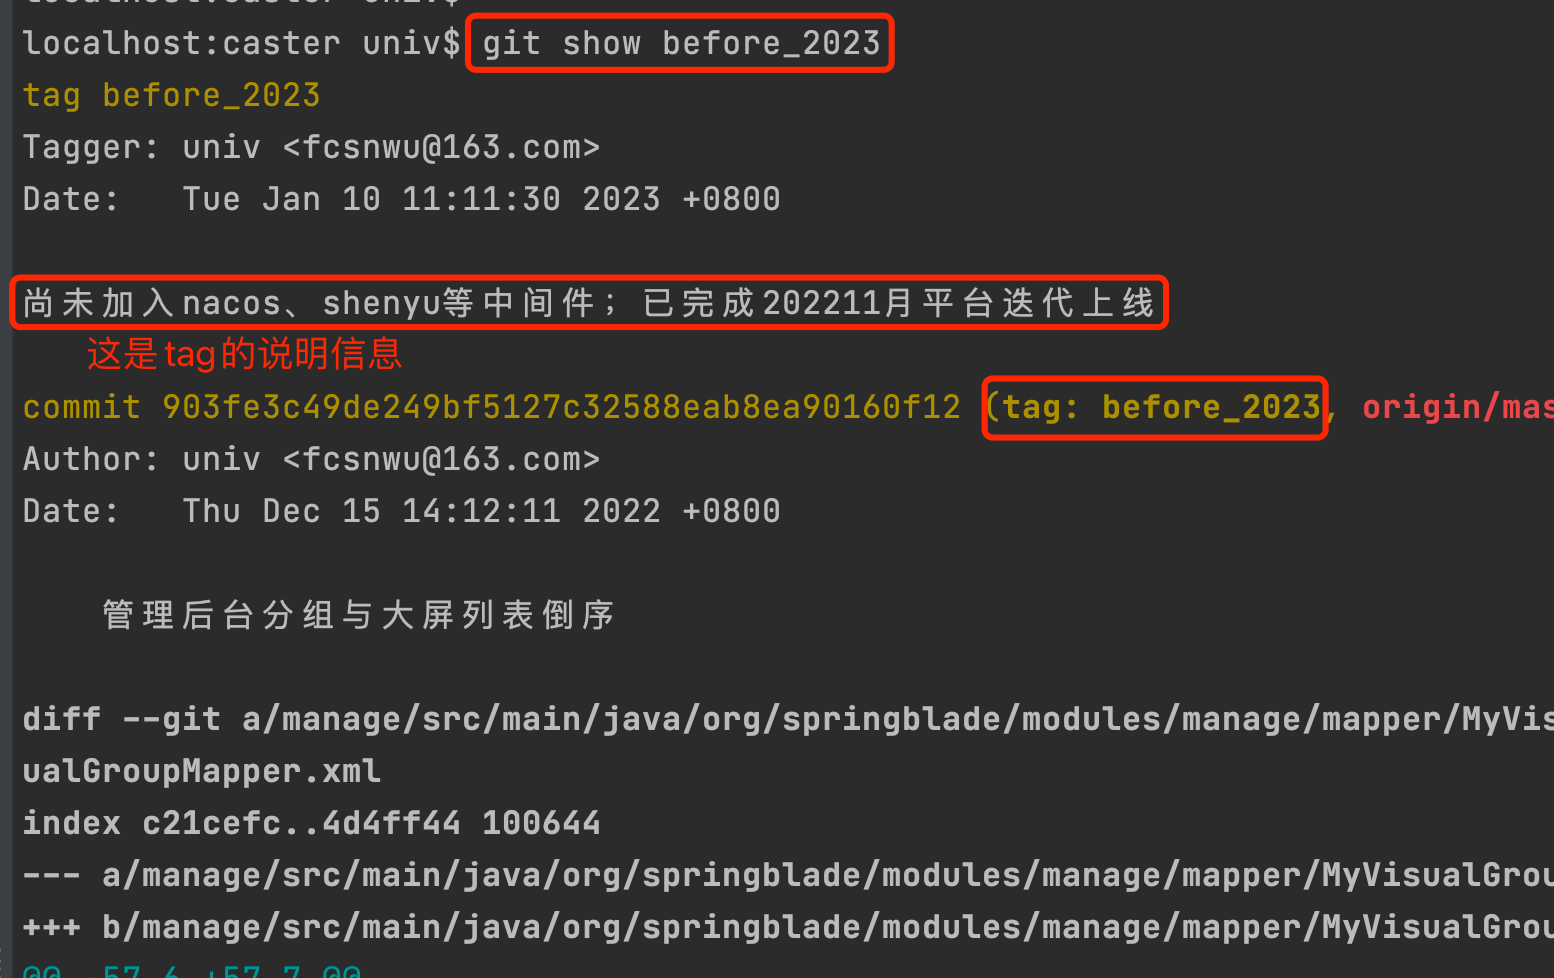 localhost:caster univ$ git show before_2023
tag before_2023
Tagger: univ <fcsnwu@163.com>
Date:   Tue Jan 10 11:11:30 2023 +0800
尚未加入nacos、shenyu等中间件；已完成202211月平台迭代上线
这是tag的说明信息
commit 903fe3c49de249bf5127c32588eab8ea90160f12 (tag: before_2023, origin/mas
Author: univ <fcsnwu@163.com>
Date:   Thu Dec 15 14:12:11 2022 +0800
管理后台分组与大屏列表倒序
diff --git a/manage/src/main/java/org/springblade/modules/manage/mapper/MyVis
ualGroupMapper.xml
index c21cefc..4d4ff44 100644
--- a/manage/src/main/java/org/springblade/modules/manage/mapper/MyVisualGrou
+++ b/manage/src/main/java/org/springblade/modules/manage/mapper/MyVisualGrou
@@ -57,6 +57,7 @@